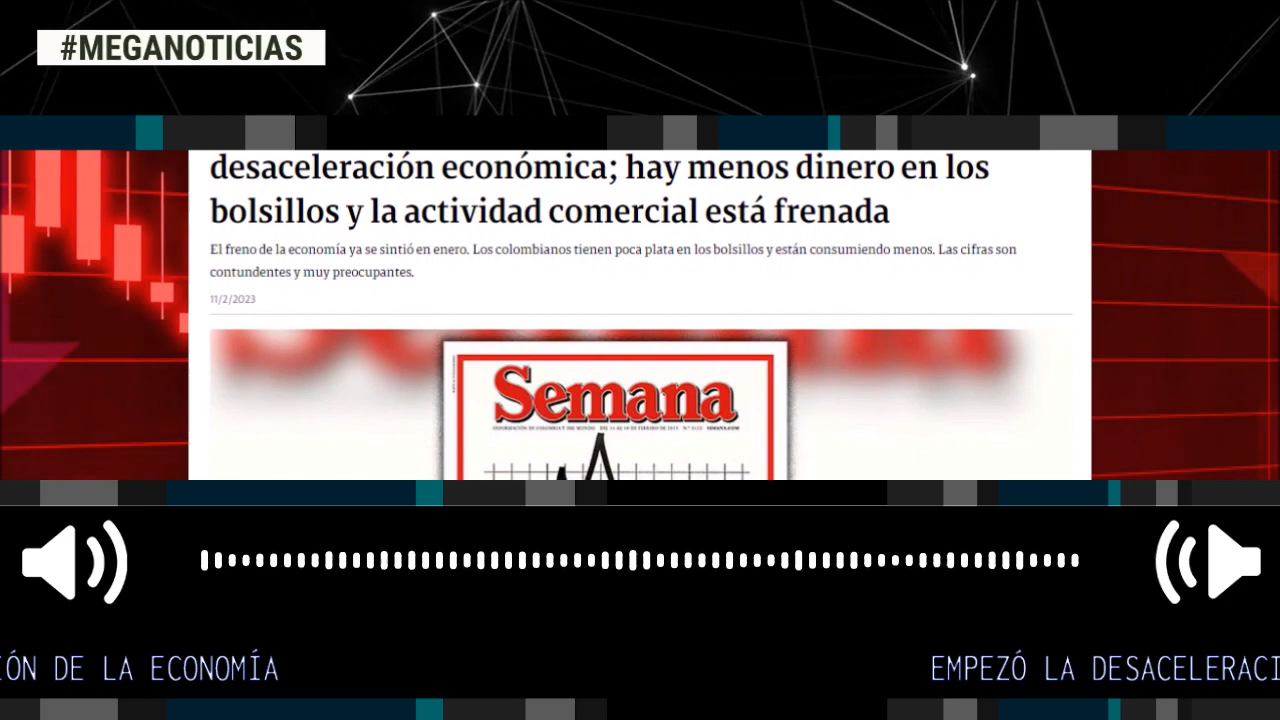 #MEGANOTICIAS
desaceleración económica; hay menos dinero en los
bolsillos y la actividad comercial está frenada
El freno de la economía ya se sintió en enero. Los colombianos tienen poca plata en los bolsillos y están consumiendo menos. Las cifras son
contundentes y muy preocupantes.
11/2/2023
Semana
IÓN DE LA ECONOMÍA
EMPEZÓ LA DESACELERACI